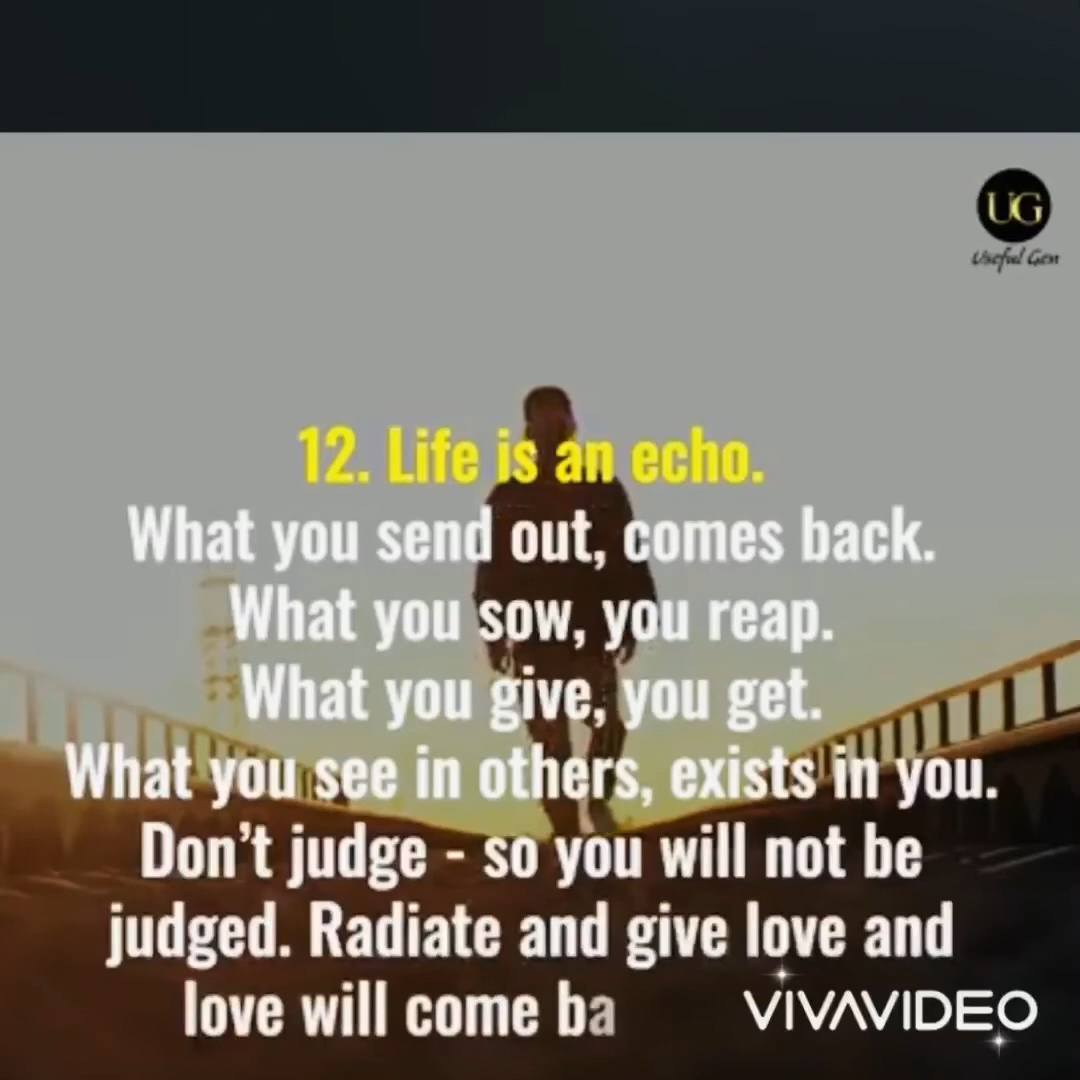 UG
Useful Gen
12. Life is an echo.
What you send out, comes back.
What you sow, you reap.
What you give, you get.
What you see in others, exists in you.
Don't judge - so you will not be
judged. Radiate and give love and
love will come ba
VIVAVIDEO